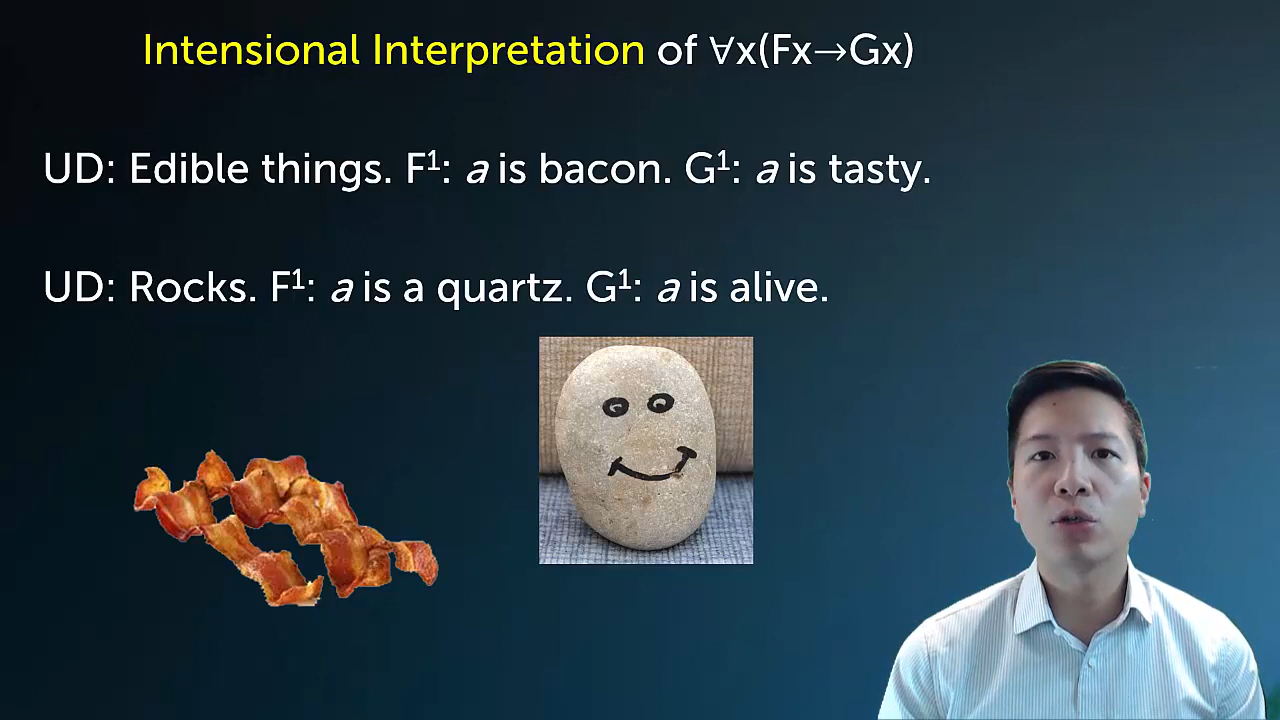 Intensional Interpretation of ∀x(Fx→Gx)
UD: Edible things. F¹: a is bacon. G¹: a is tasty.
UD: Rocks. F¹: a is a quartz. G¹: a is alive.